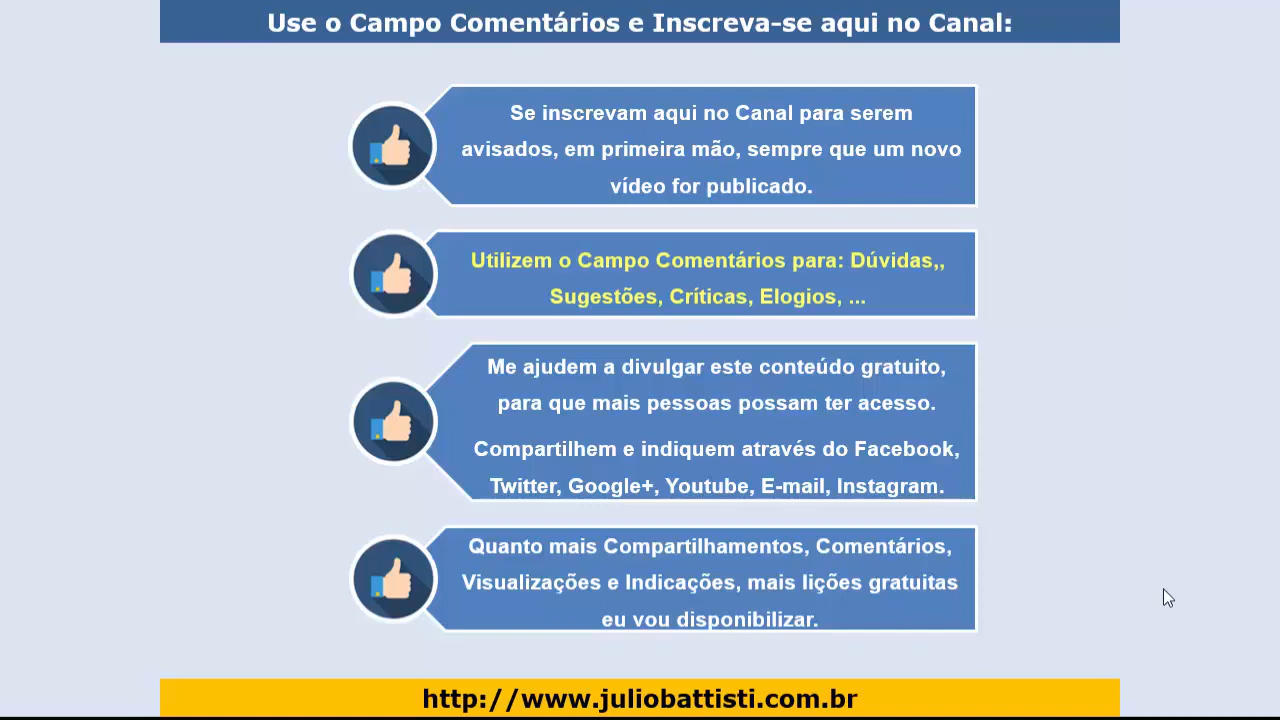 Use o Campo Comentários e Inscreva-se aqui no Canal:
Se inscrevam aqui no Canal para serem
avisados, em primeira mão, sempre que um novo
vídeo for publicado.
Utilizem o Campo Comentários para: Dúvidas,,
Sugestões, Críticas, Elogios, ...
Me ajudem a divulgar este conteúdo gratuito,
para que mais pessoas possam ter acesso.
Compartilhem e indiquem através do Facebook,
Twitter, Google+, Youtube, E-mail, Instagram.
Quanto mais Compartilhamentos, Comentários,
Visualizações e Indicações, mais lições gratuitas
eu vou disponibilizar.
http://www.juliobattisti.com.br